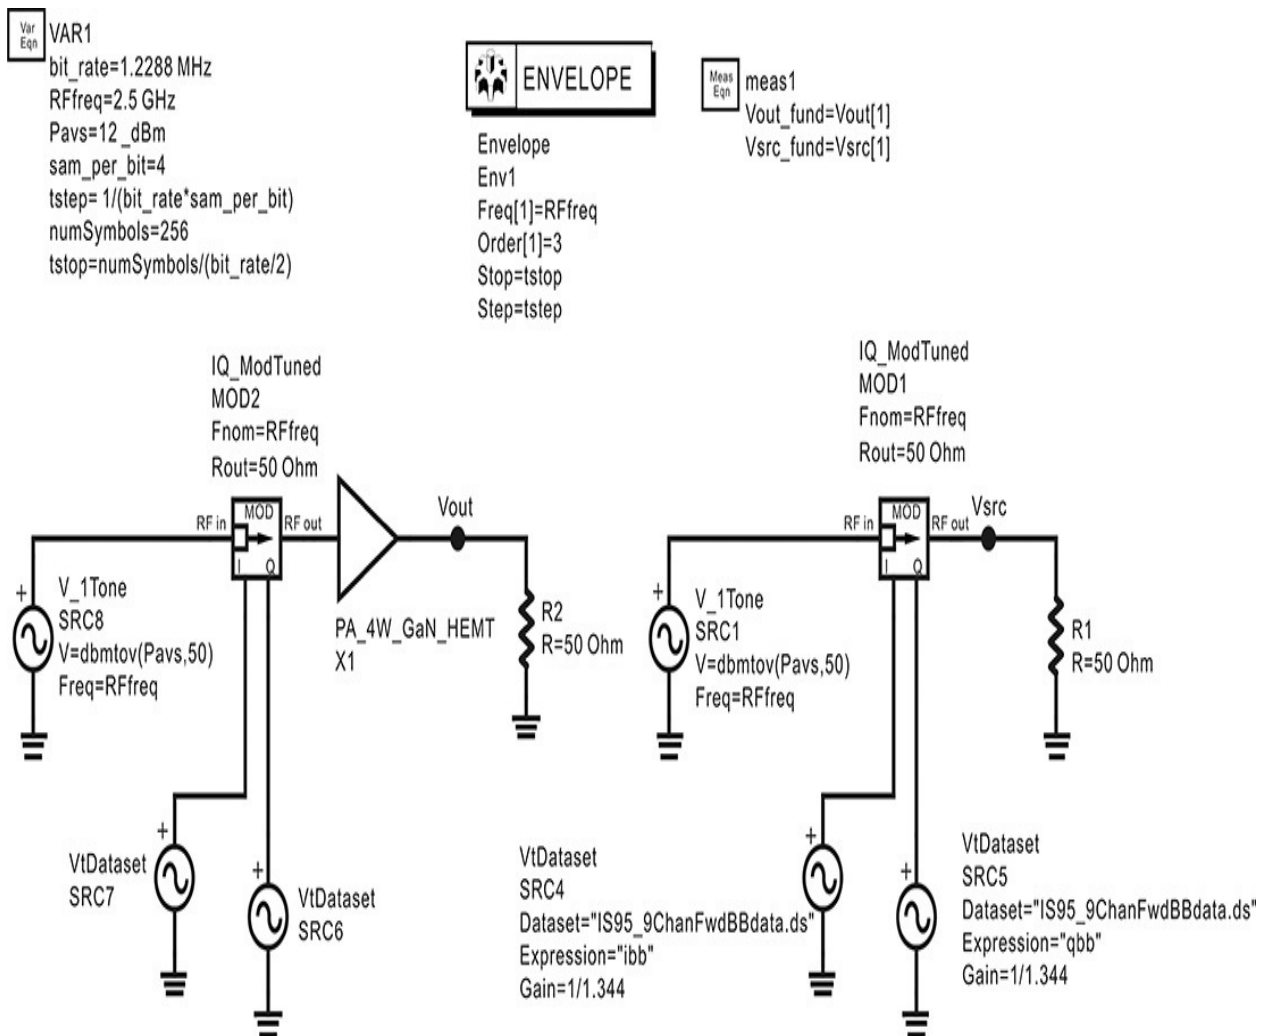 Var
Eqn
VAR1
bit_rate=1.2288 MHz
RFfreq=2.5 GHz
Pavs=12 _dBm
sam_per_bit=4
tstep= 1/(bit_rate*sam_per_bit)
numSymbols=256
tstop=numSymbols/(bit_rate/2)
ENVELOPE
Envelope
Env1
Freq[1]=RFfreq
Order[1]=3
Stop=tstop
Step=tstep
Meas
Eqn
meas1
Vout_fund=Vout[1]
Vsrc_fund=Vsrc[1]
IQ_ModTuned
MOD2
Fnom=RFfreq
Rout=50 Ohm
RF in
MOD
I Q
RF out
Vout
+
V_1Tone
SRC8
V=dbmtov(Pavs,50)
Freq=RFfreq
PA_4W_GaN_HEMT
X1
R2
R=50 Ohm
+
VtDataset
SRC7
+
VtDataset
SRC6
IQ_ModTuned
MOD1
Fnom=RFfreq
Rout=50 Ohm
RF in
MOD
I Q
RF out
Vsrc
+
V_1Tone
SRC1
V=dbmtov(Pavs,50)
Freq=RFfreq
R1
R=50 Ohm
+
VtDataset
SRC4
Dataset="IS95_9ChanFwdBBdata.ds"
Expression="ibb"
Gain=1/1.344
+
VtDataset
SRC5
Dataset="IS95_9ChanFwdBBdata.ds"
Expression="qbb"
Gain=1/1.344